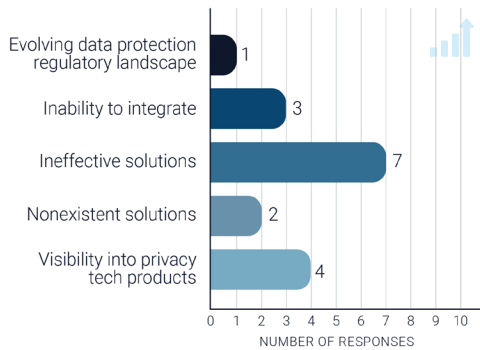 Evolving data protection
regulatory landscape
1
Inability to integrate
3
Ineffective solutions
7
Nonexistent solutions
2
Visibility into privacy
tech products
4
0 1 2 3 4 5 6 7 8 9 10
NUMBER OF RESPONSES